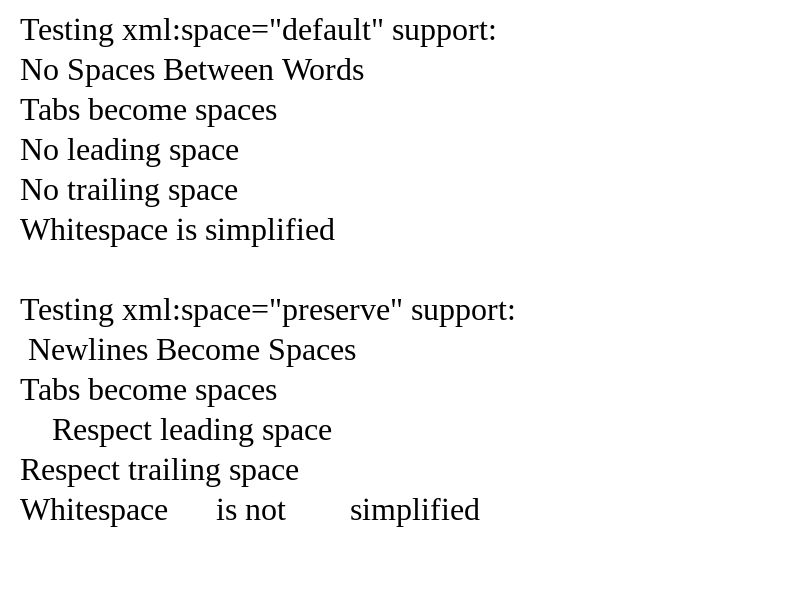 Testing xml:space="default" support:
No Spaces Between Words
Tabs become spaces
No leading space
No trailing space
Whitespace is simplified
Testing xml:space="preserve" support:
 Newlines Become Spaces
Tabs become spaces
    Respect leading space
Respect trailing space
Whitespace      is not        simplified